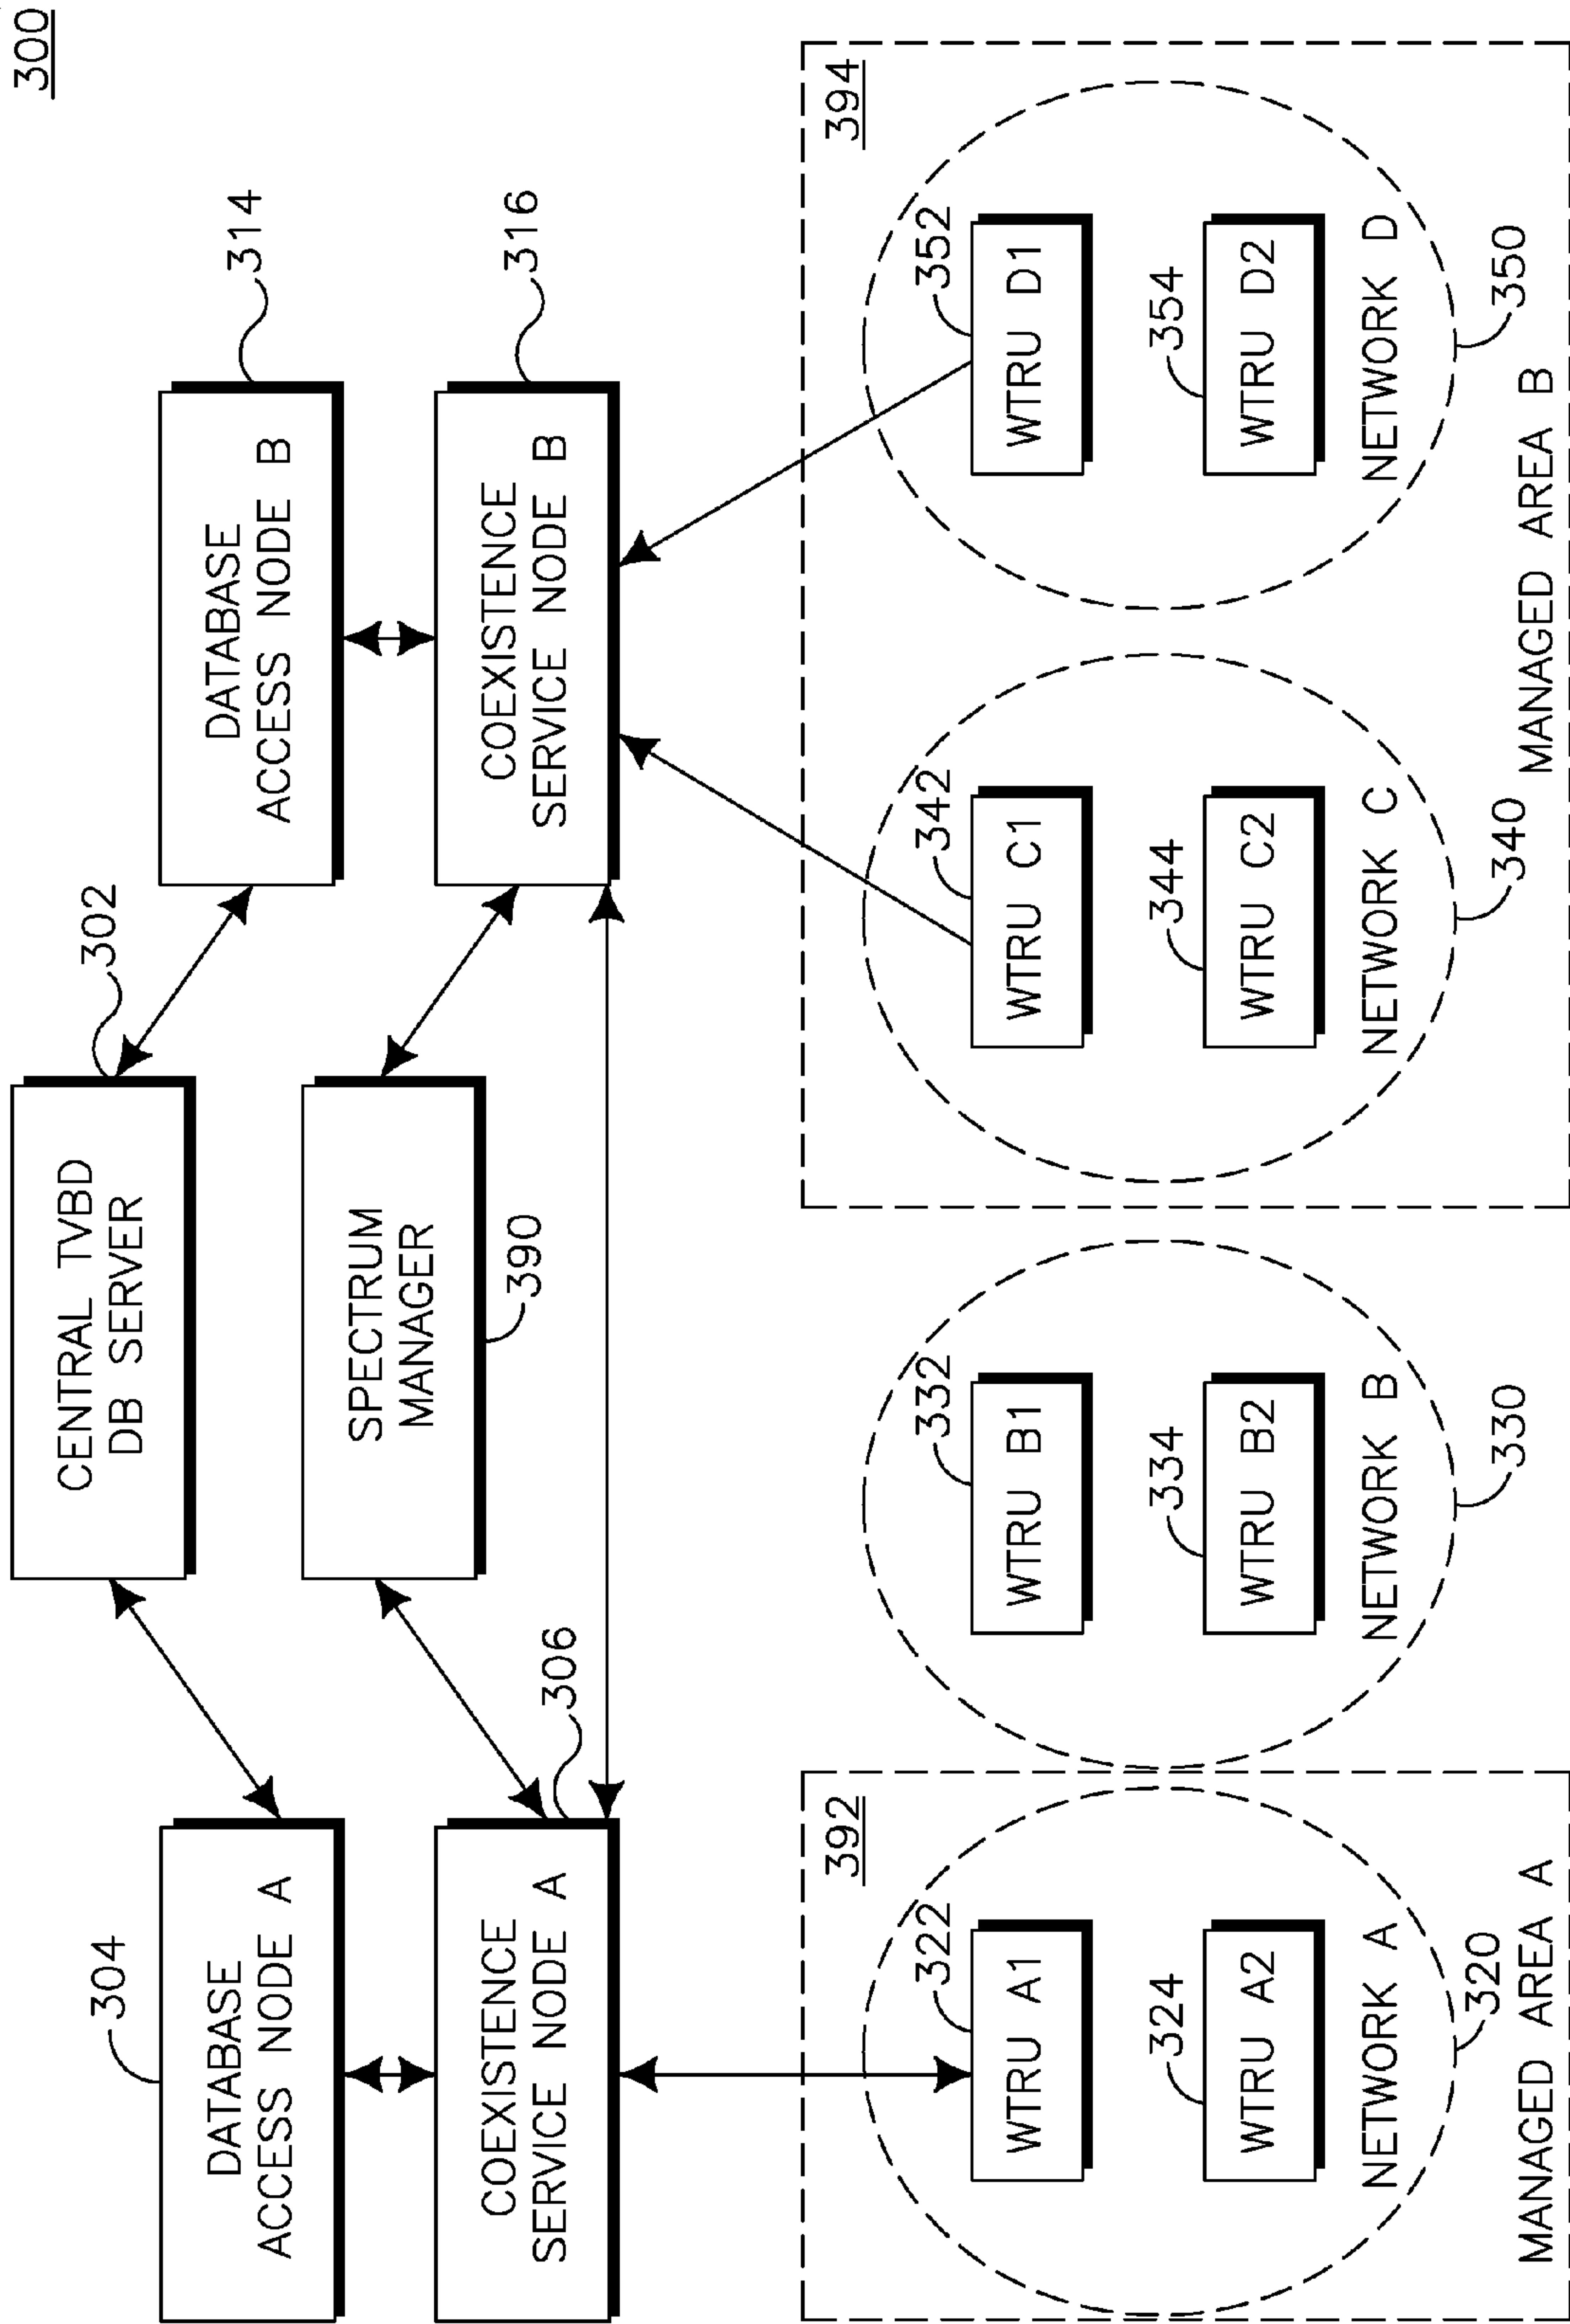 300
302
CENTRAL TVBD
DB SERVER
304
DATABASE
ACCESS NODE A
314
DATABASE
ACCESS NODE B
SPECTRUM
MANAGER
390
306
COEXISTENCE
SERVICE NODE A
316
COEXISTENCE
SERVICE NODE B
392
322
WTRU A1
324
WTRU A2
NETWORK A
320
MANAGED AREA A
332
WTRU B1
334
WTRU B2
NETWORK B
330
394
342
WTRU C1
344
WTRU C2
NETWORK C
340
352
WTRU D1
354
WTRU D2
NETWORK D
350
MANAGED AREA B